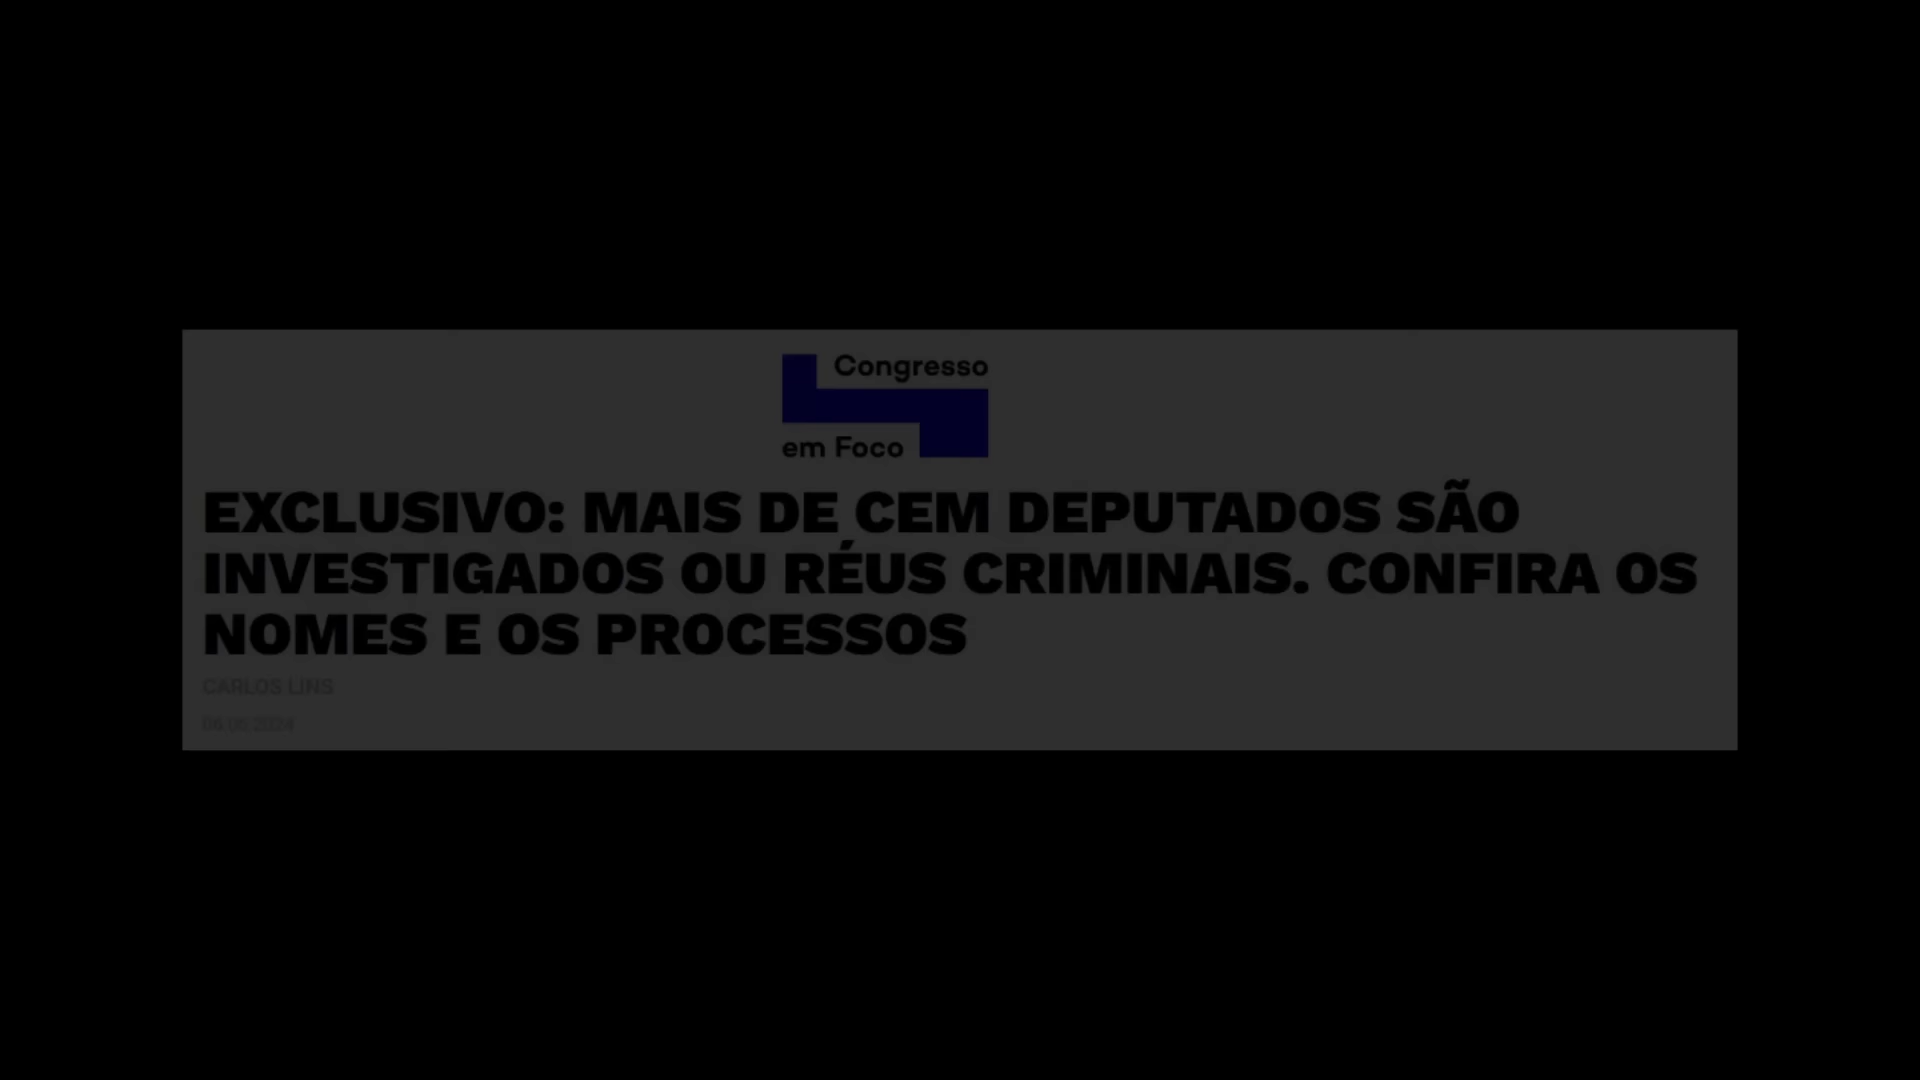 Congresso
em Foco
EXCLUSIVO: MAIS DE CEM DEPUTADOS SÃO
INVESTIGADOS OU RÉUS CRIMINAIS. CONFIRA OS
NOMES E OS PROCESSOS
CARLOS LINS